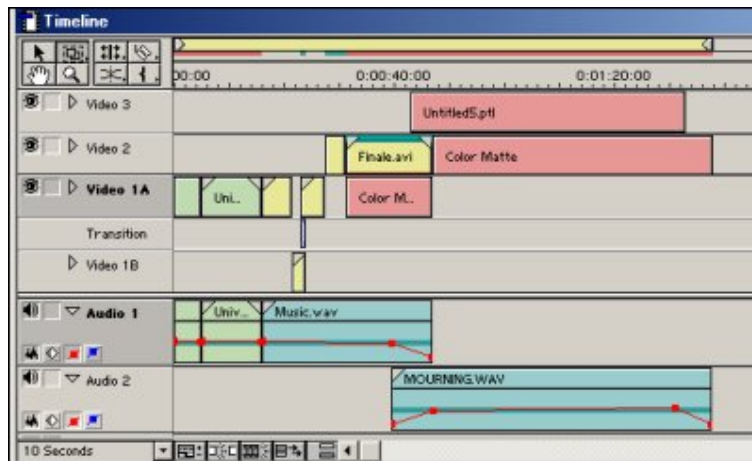 Timeline
00:00 0:00:40:00 0:01:20:00
Video 3
Untitled5.ptl
Video 2
Finale.avi
Color Matte
Video 1A
Uni...
Color M...
Transition
Video 1B
Audio 1
Univ...
Music.wav
Audio 2
MOURNING.WAV
10 Seconds